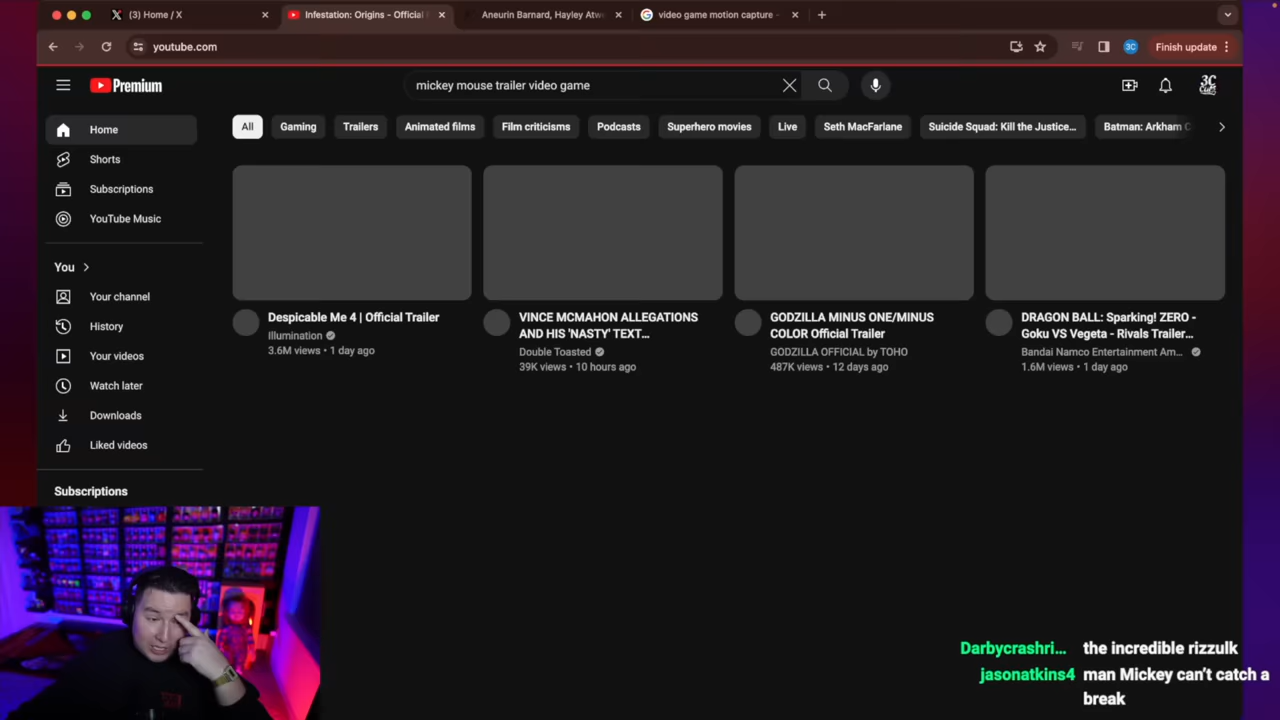 (3) Home / X
Infestation: Origins - Official
Aneurin Barnard, Hayley Atw
video game motion capture -
youtube.com
3C
Finish update
Premium
mickey mouse trailer video game
Home
Shorts
Subscriptions
YouTube Music
You
Your channel
History
Your videos
Watch later
Downloads
Liked videos
Subscriptions
All
Gaming
Trailers
Animated films
Film criticisms
Podcasts
Superhero movies
Live
Seth MacFarlane
Suicide Squad: Kill the Justice...
Batman: Arkham C
Despicable Me 4 | Official Trailer
Illumination
3.6M views • 1 day ago
VINCE MCMAHON ALLEGATIONS
AND HIS 'NASTY' TEXT...
Double Toasted
39K views • 10 hours ago
GODZILLA MINUS ONE/MINUS
COLOR Official Trailer
GODZILLA OFFICIAL by TOHO
487K views • 12 days ago
DRAGON BALL: Sparking! ZERO -
Goku VS Vegeta - Rivals Trailer...
Bandai Namco Entertainment Am...
1.6M views • 1 day ago
Darbycrashri... the incredible rizzulk
jasonatkins4 man Mickey can't catch a
break